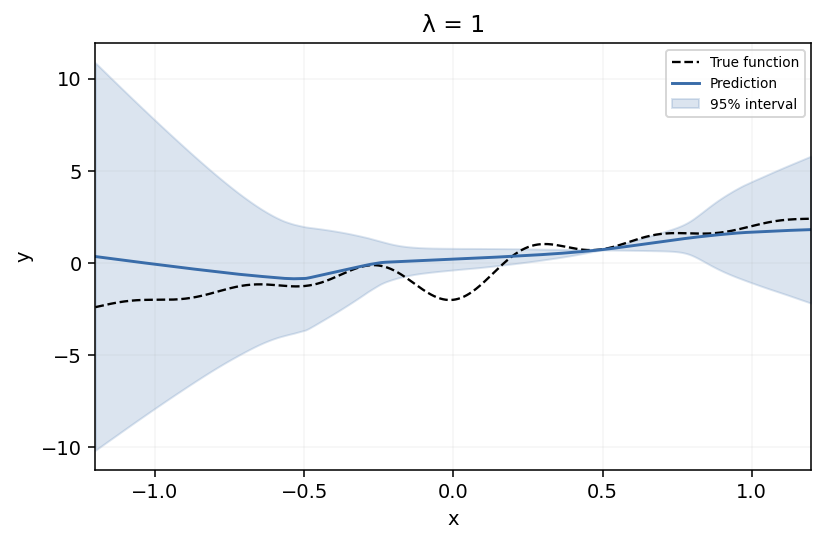 λ = 1
True function
Prediction
95% interval
10
5
0
−5
−10
y
−1.0
−0.5
0.0
0.5
1.0
x